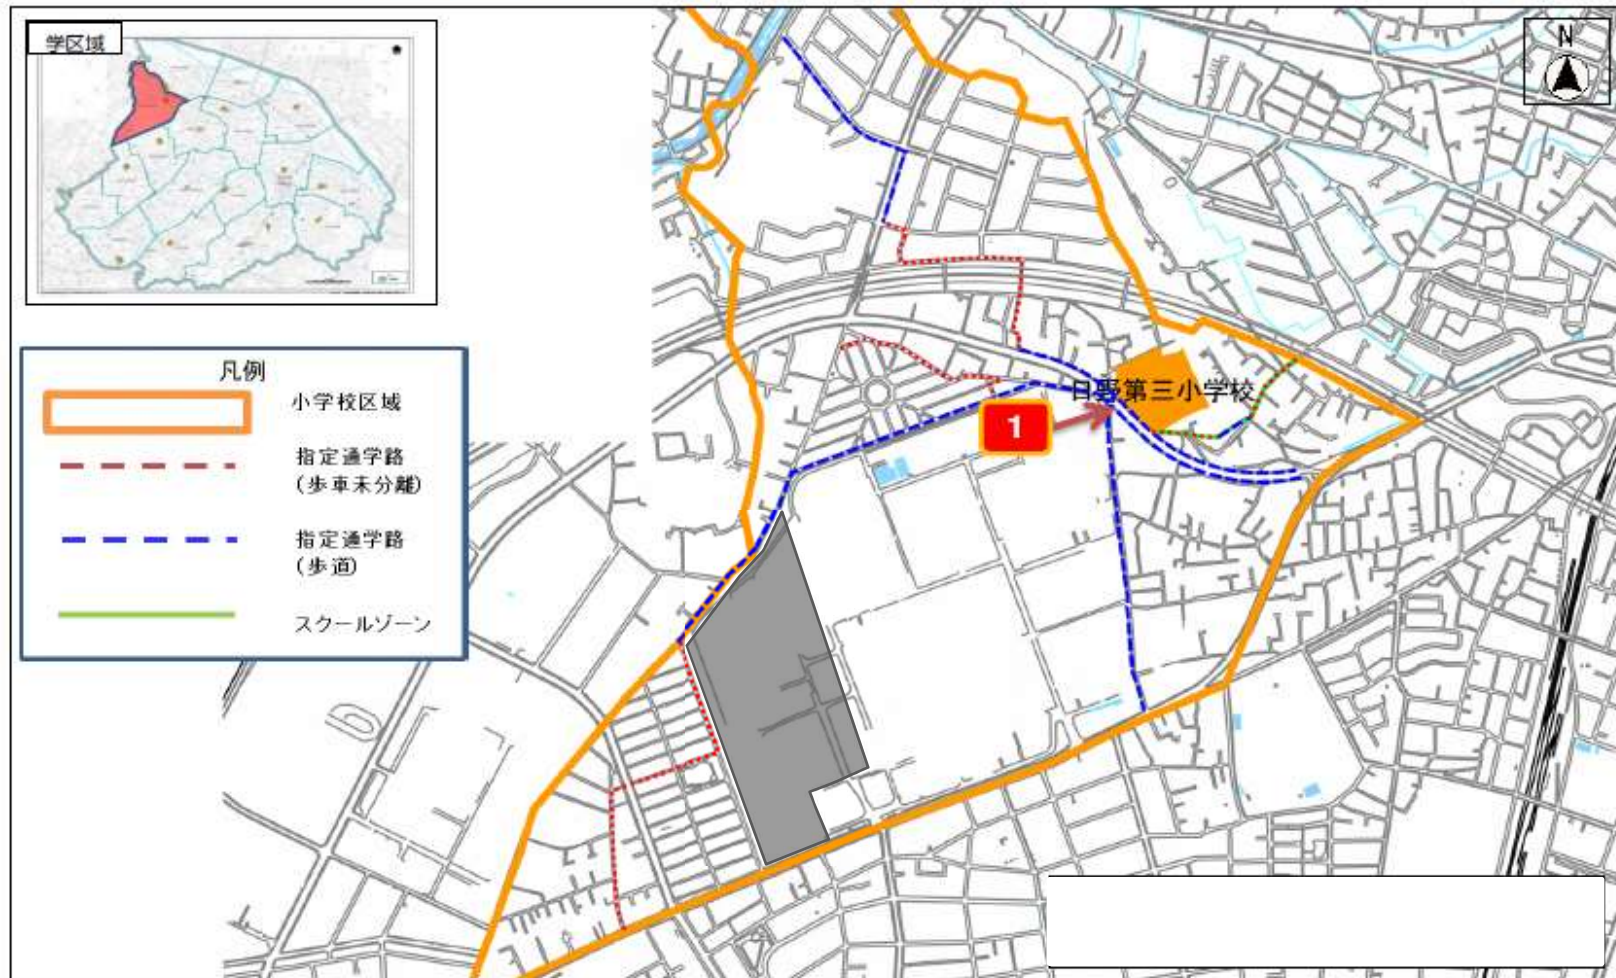 学区域
N
凡例
小学校区域
指定通学路
(歩車未分離)
指定通学路
(歩道)
スクールゾーン
日野第三小学校
1